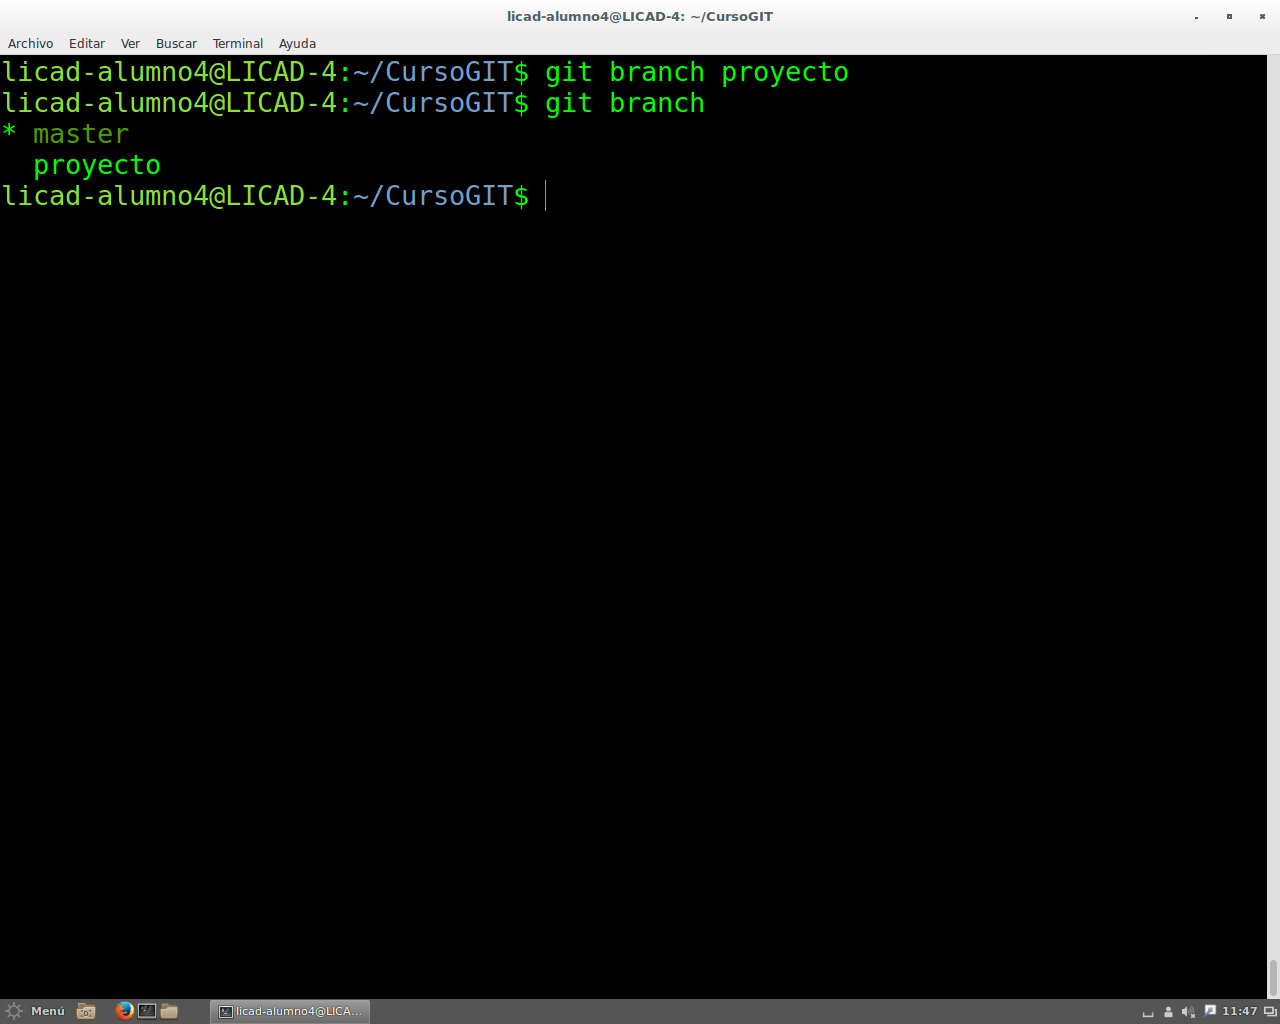 licad-alumno4@LICAD-4: ~/CursoGIT
Archivo Editar Ver Buscar Terminal Ayuda
licad-alumno4@LICAD-4:~/CursoGIT$ git branch proyecto
licad-alumno4@LICAD-4:~/CursoGIT$ git branch
* master
  proyecto
licad-alumno4@LICAD-4:~/CursoGIT$
Menú licad-alumno4@LICA... 11:47